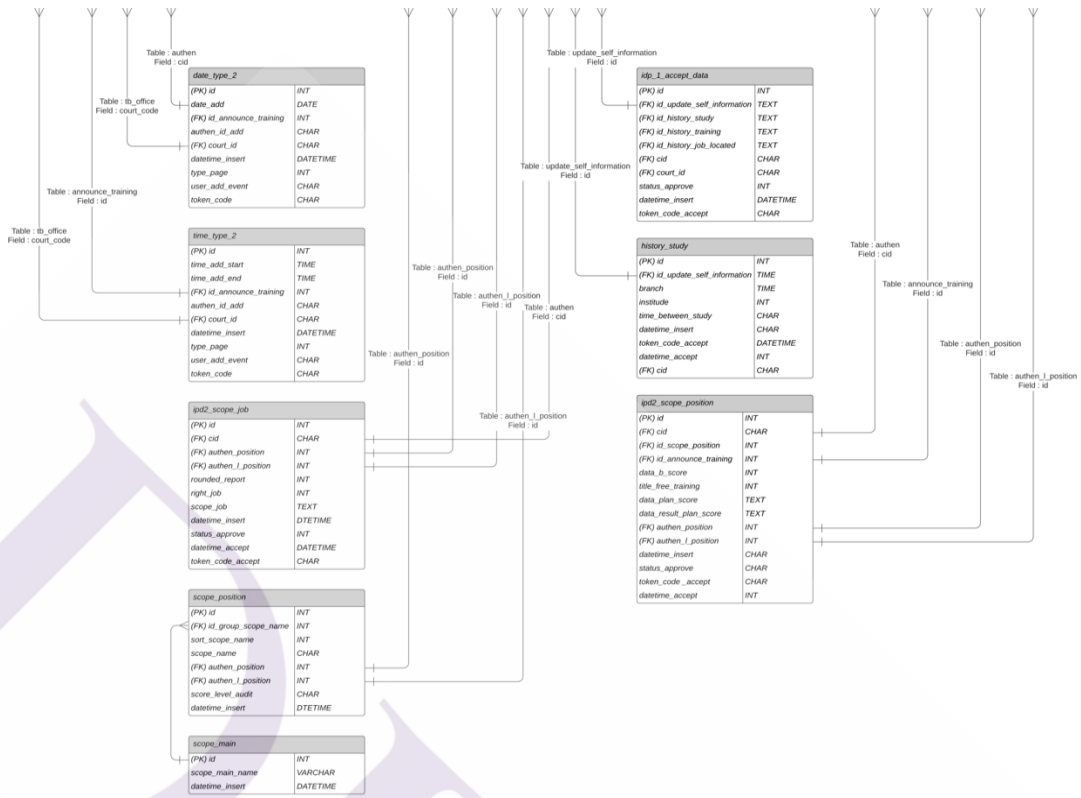 Table : authen
Field : cid
Table : tb_office
Field : court_code
Table : announce_training
Field : id
Table : tb_office
Field : court_code
date_type_2
(PK) id INT
date_add DATE
(FK) id_announce_training INT
authen_id_add CHAR
(FK) court_id CHAR
datetime_insert DATETIME
type_page INT
user_add_event CHAR
token_code CHAR
time_type_2
(PK) id INT
time_add_start TIME
time_add_end TIME
(FK) id_announce_training INT
authen_id_add CHAR
(FK) court_id CHAR
datetime_insert DATETIME
type_page INT
user_add_event CHAR
token_code CHAR
ipd2_scope_job
(PK) id INT
(FK) cid CHAR
(FK) authen_position INT
(FK) authen_l_position INT
rounded_report INT
right_job INT
scope_job TEXT
datetime_insert DTETIME
status_approve INT
datetime_accept DATETIME
token_code_accept CHAR
scope_position
(PK) id INT
(FK) id_group_scope_name INT
sort_scope_name INT
scope_name CHAR
(FK) authen_position INT
(FK) authen_l_position INT
score_level_audit CHAR
datetime_insert DTETIME
scope_main
(PK) id INT
scope_main_name VARCHAR
datetime_insert DATETIME
Table : authen_position
Field : id
Table : authen_l_position
Field : id
Table : authen
Field : cid
Table : authen_position
Field : id
Table : authen_l_position
Field : id
Table : update_self_information
Field : id
Table : update_self_information
Field : id
idp_1_accept_data
(PK) id INT
(FK) id_update_self_information TEXT
(FK) id_history_study TEXT
(FK) id_history_training TEXT
(FK) id_history_job_located TEXT
(FK) cid CHAR
(FK) court_id CHAR
status_approve INT
datetime_insert DATETIME
token_code_accept CHAR
history_study
(PK) id INT
(FK) id_update_self_information TIME
branch TIME
institude INT
time_between_study CHAR
datetime_insert CHAR
token_code_accept DATETIME
datetime_accept INT
(FK) cid CHAR
ipd2_scope_position
(PK) id INT
(FK) cid CHAR
(FK) id_scope_position INT
(FK) id_announce_training INT
data_b_score INT
title_free_training INT
data_plan_score TEXT
data_result_plan_score TEXT
(FK) authen_position INT
(FK) authen_l_position INT
datetime_insert CHAR
status_approve CHAR
token_code _accept CHAR
datetime_accept INT
Table : authen
Field : cid
Table : announce_training
Field : id
Table : authen_position
Field : id
Table : authen_l_position
Field : id